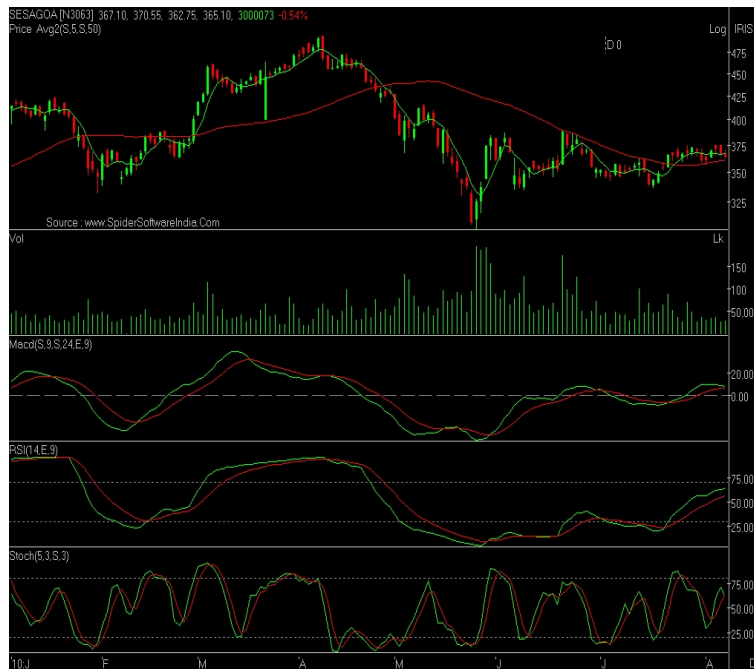 SESAGOA [N3063] 367.10, 370.55, 362.75, 365.10, 3000073 -0.54%
Price Avg2(S,5,S,50) Log IRIS
D 0
475
450
425
400
375
350
325
Source : www.SpiderSoftwareIndia.Com
Vol Lk
150
100
50.00
Macd(S,9,S,24,E,9)
20.00
0.00
RSI(14,E,9)
75.00
50.00
25.00
Stoch(5,3,S,3)
75.00
50.00
25.00
'10:J F M A M J J A